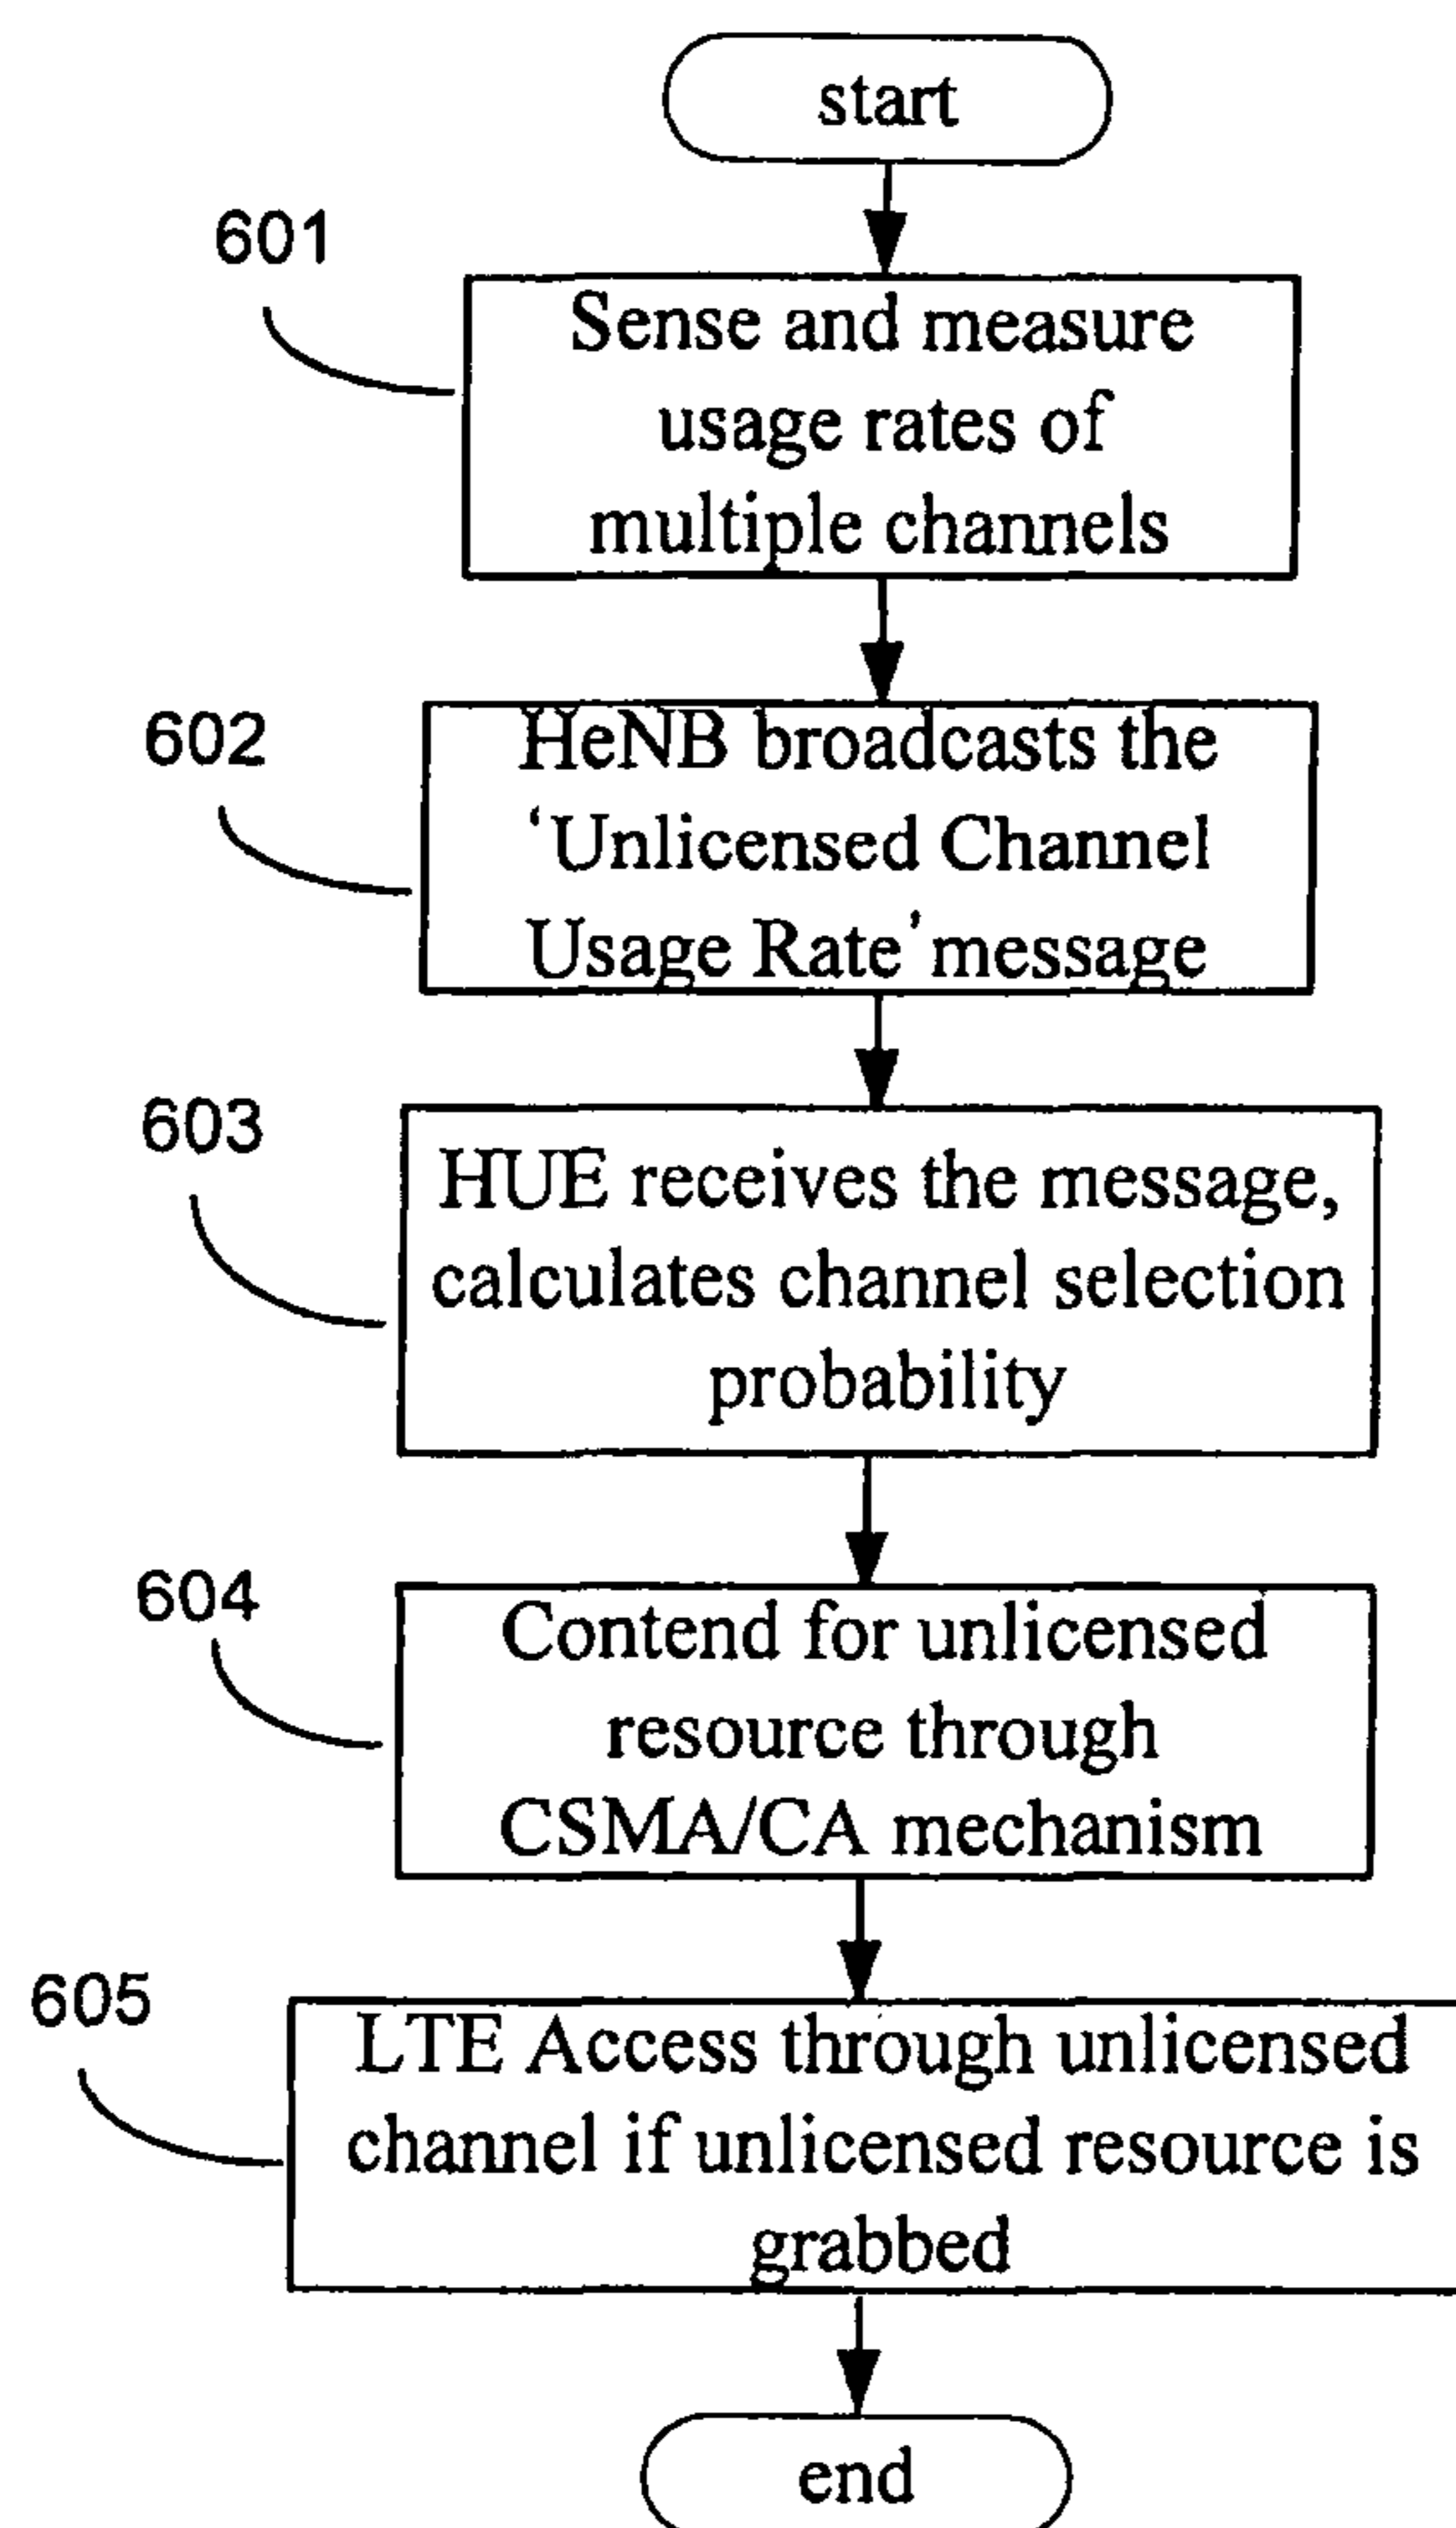 start
601
Sense and measure
usage rates of
multiple channels
602
HeNB broadcasts the
‘Unlicensed Channel
Usage Rate’ message
603
HUE receives the message,
calculates channel selection
probability
604
Contend for unlicensed
resource through
CSMA/CA mechanism
605
LTE Access through unlicensed
channel if unlicensed resource is
grabbed
end